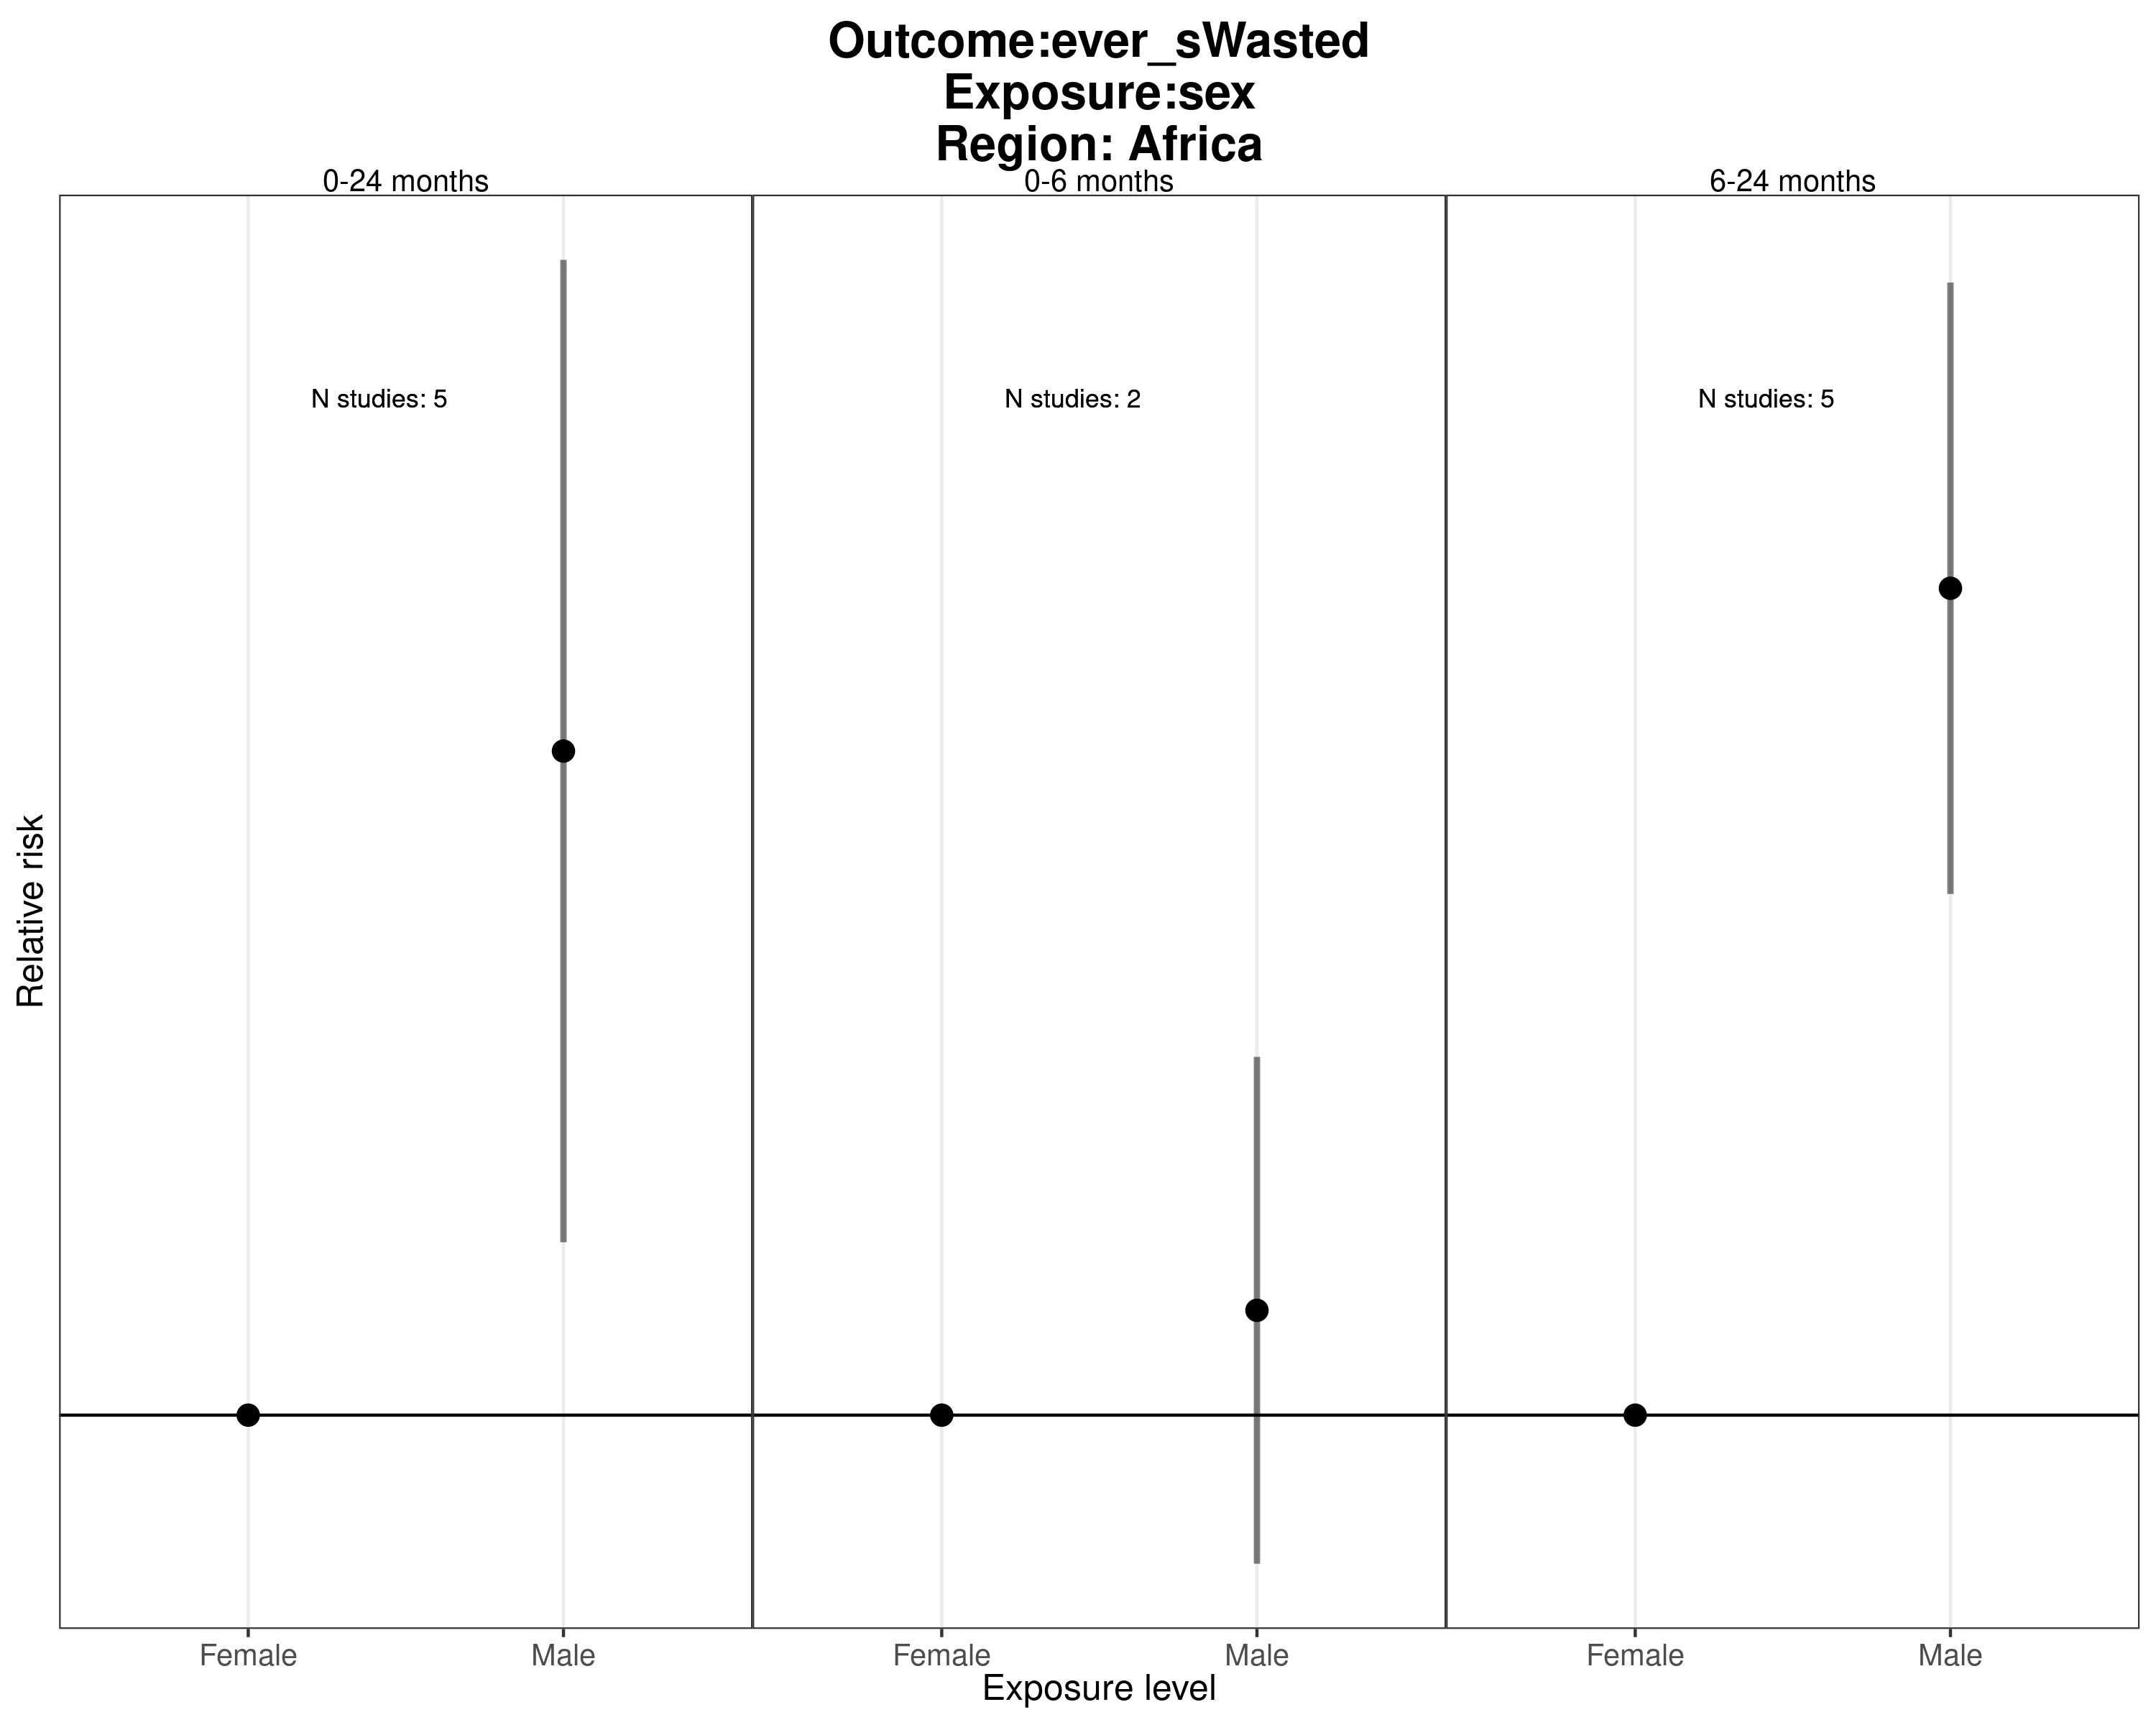 Outcome:ever_sWasted
Exposure:sex
Region: Africa
0-24 months
0-6 months
6-24 months
N studies: 5
N studies: 2
N studies: 5
Relative risk
Female
Male
Female
Male
Female
Male
Exposure level